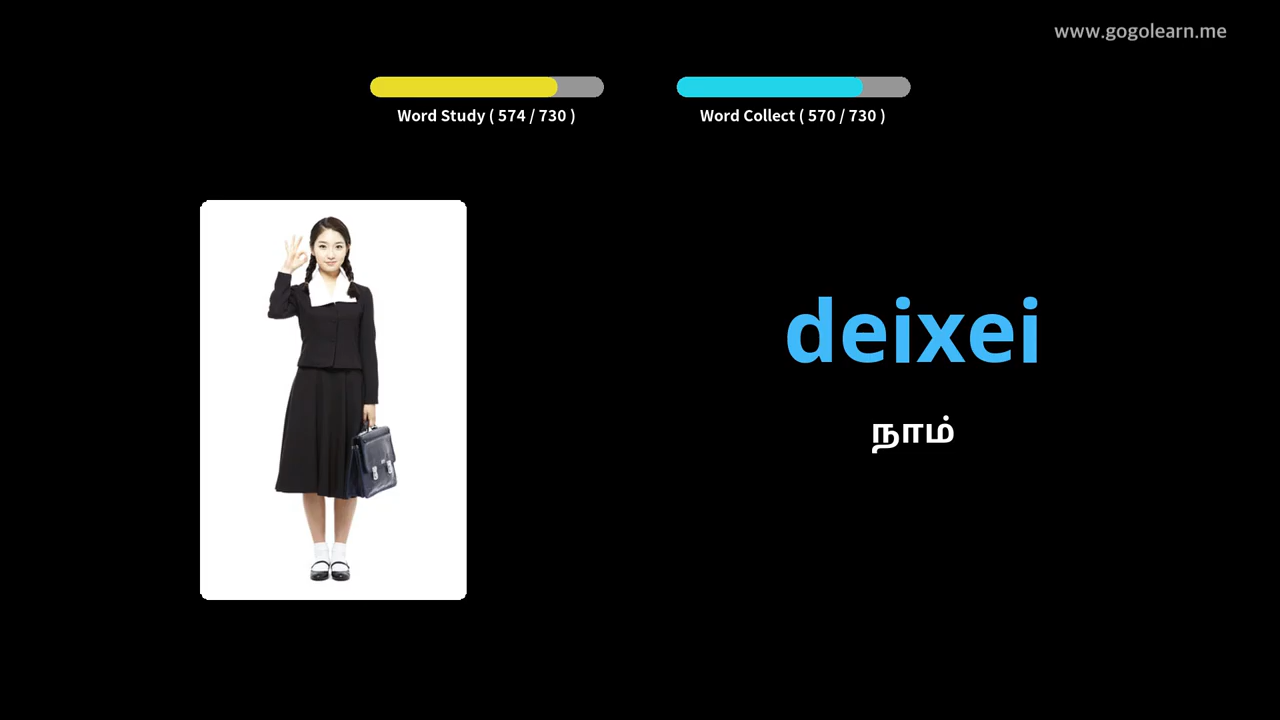 www.gogolearn.me
Word Study ( 574 / 730 )
Word Collect ( 570 / 730 )
deixei
நாம்